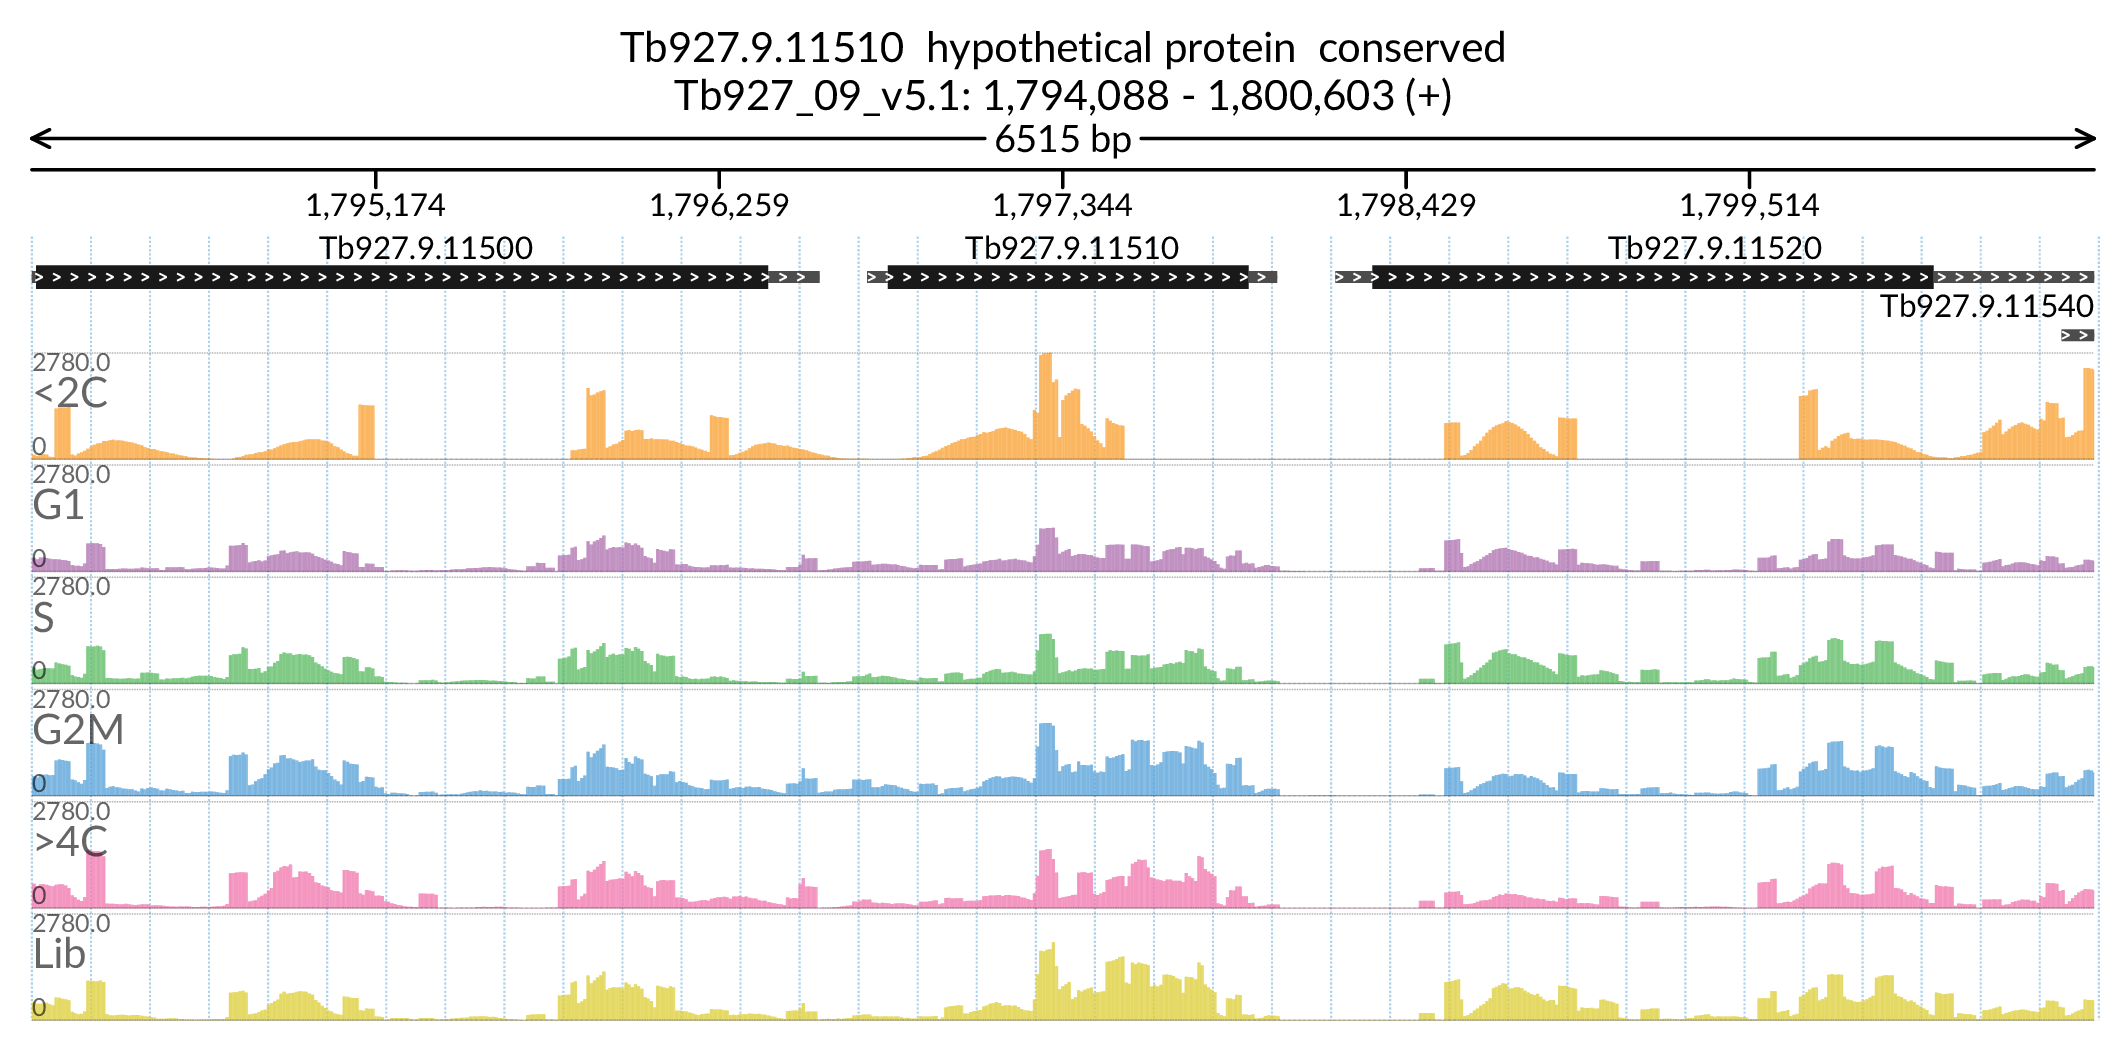 Tb927.9.11510  hypothetical protein  conserved
Tb927_09_v5.1: 1,794,088 - 1,800,603 (+)
6515 bp
1,795,174 1,796,259 1,797,344 1,798,429 1,799,514
Tb927.9.11500 Tb927.9.11510 Tb927.9.11520
Tb927.9.11540
2780.0
<2C
0
2780.0
G1
0
2780.0
S
0
2780.0
G2M
0
2780.0
>4C
0
2780.0
Lib
0